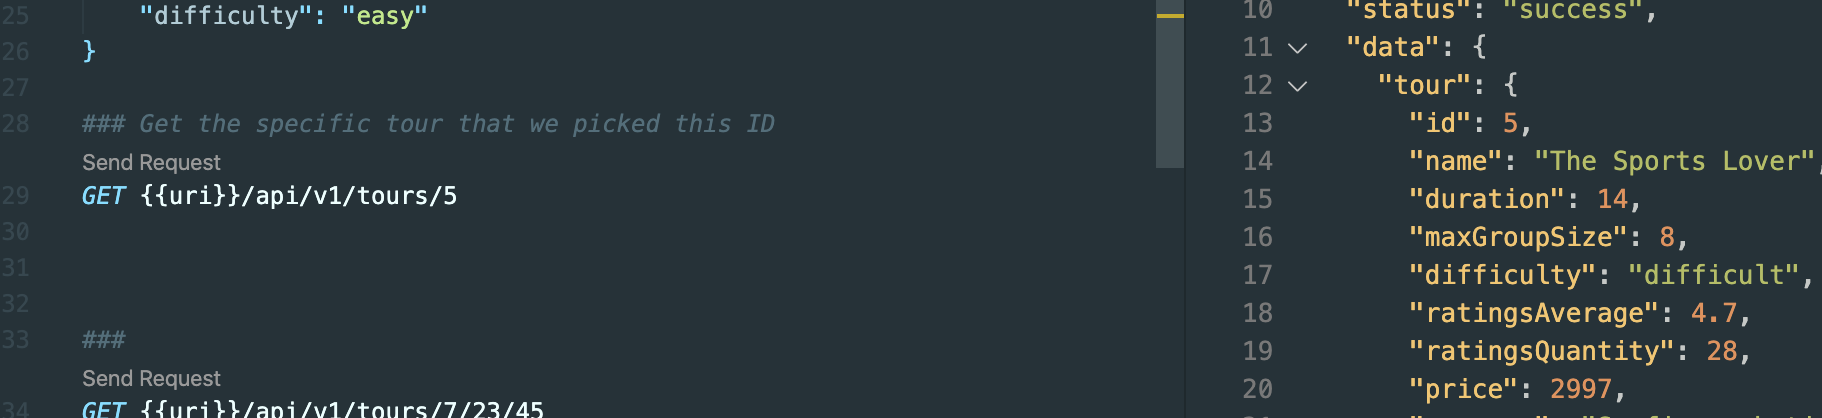 25 "difficulty": "easy"
26 }
27
28 ### Get the specific tour that we picked this ID
Send Request
29 GET {{uri}}/api/v1/tours/5
30
31
32
33 ###
Send Request
34 GET {{uri}}/api/v1/tours/7/23/45
10 "status": "success",
11 "data": {
12 "tour": {
13 "id": 5,
14 "name": "The Sports Lover",
15 "duration": 14,
16 "maxGroupSize": 8,
17 "difficulty": "difficult",
18 "ratingsAverage": 4.7,
19 "ratingsQuantity": 28,
20 "price": 2997,